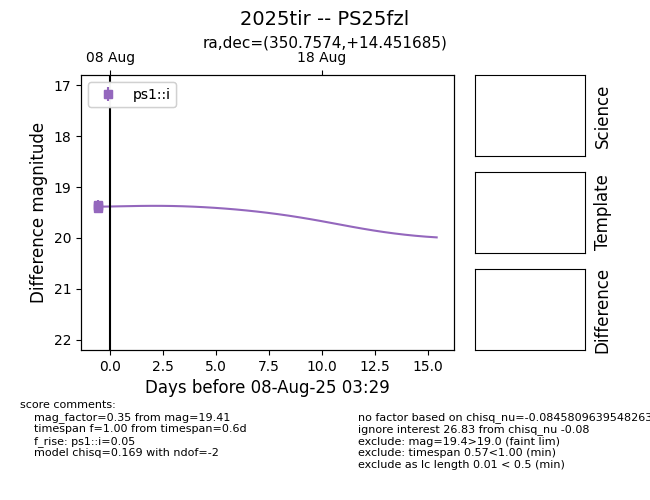 2025tir -- PS25fzl
ra,dec=(350.7574,+14.451685)
08 Aug
18 Aug
ps1::i
17
18
19
20
21
22
Difference magnitude
0.0
2.5
5.0
7.5
10.0
12.5
15.0
Days before 08-Aug-25 03:29
Science
Template
Difference
score comments:
mag_factor=0.35 from mag=19.41
timespan f=1.00 from timespan=0.6d
f_rise: ps1::i=0.05
model chisq=0.169 with ndof=-2
no factor based on chisq_nu=-0.0845809639548263
ignore interest 26.83 from chisq_nu -0.08
exclude: mag=19.4>19.0 (faint lim)
exclude: timespan 0.57<1.00 (min)
exclude as lc length 0.01 < 0.5 (min)